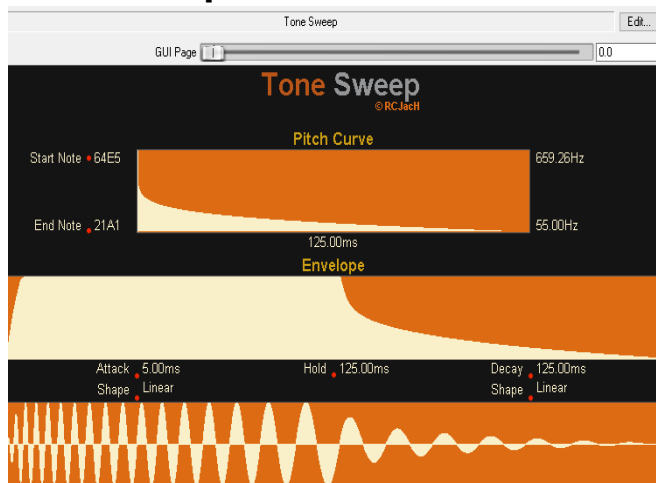 Tone Sweep Edit...
GUI Page 0.0
Tone Sweep
© RCJacH
Pitch Curve
Start Note 64E5 659.26Hz
End Note 21A1 55.00Hz
125.00ms
Envelope
Attack 5.00ms Hold 125.00ms Decay 125.00ms
Shape Linear Shape Linear